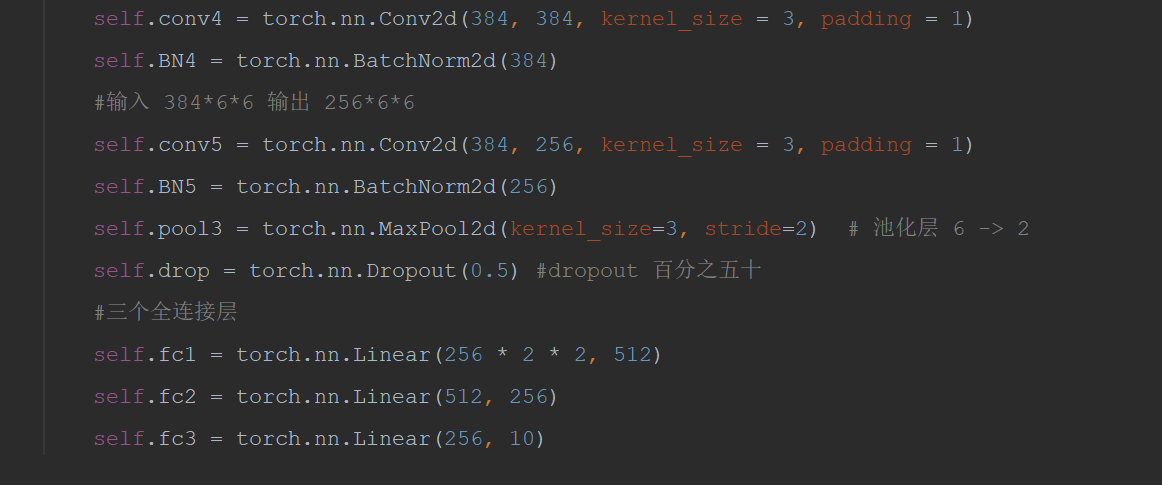 self.conv4 = torch.nn.Conv2d(384, 384, kernel_size = 3, padding = 1)
self.BN4 = torch.nn.BatchNorm2d(384)
#输入 384*6*6 输出 256*6*6
self.conv5 = torch.nn.Conv2d(384, 256, kernel_size = 3, padding = 1)
self.BN5 = torch.nn.BatchNorm2d(256)
self.pool3 = torch.nn.MaxPool2d(kernel_size=3, stride=2)  # 池化层 6 -> 2
self.drop = torch.nn.Dropout(0.5) #dropout 百分之五十
#三个全连接层
self.fc1 = torch.nn.Linear(256 * 2 * 2, 512)
self.fc2 = torch.nn.Linear(512, 256)
self.fc3 = torch.nn.Linear(256, 10)